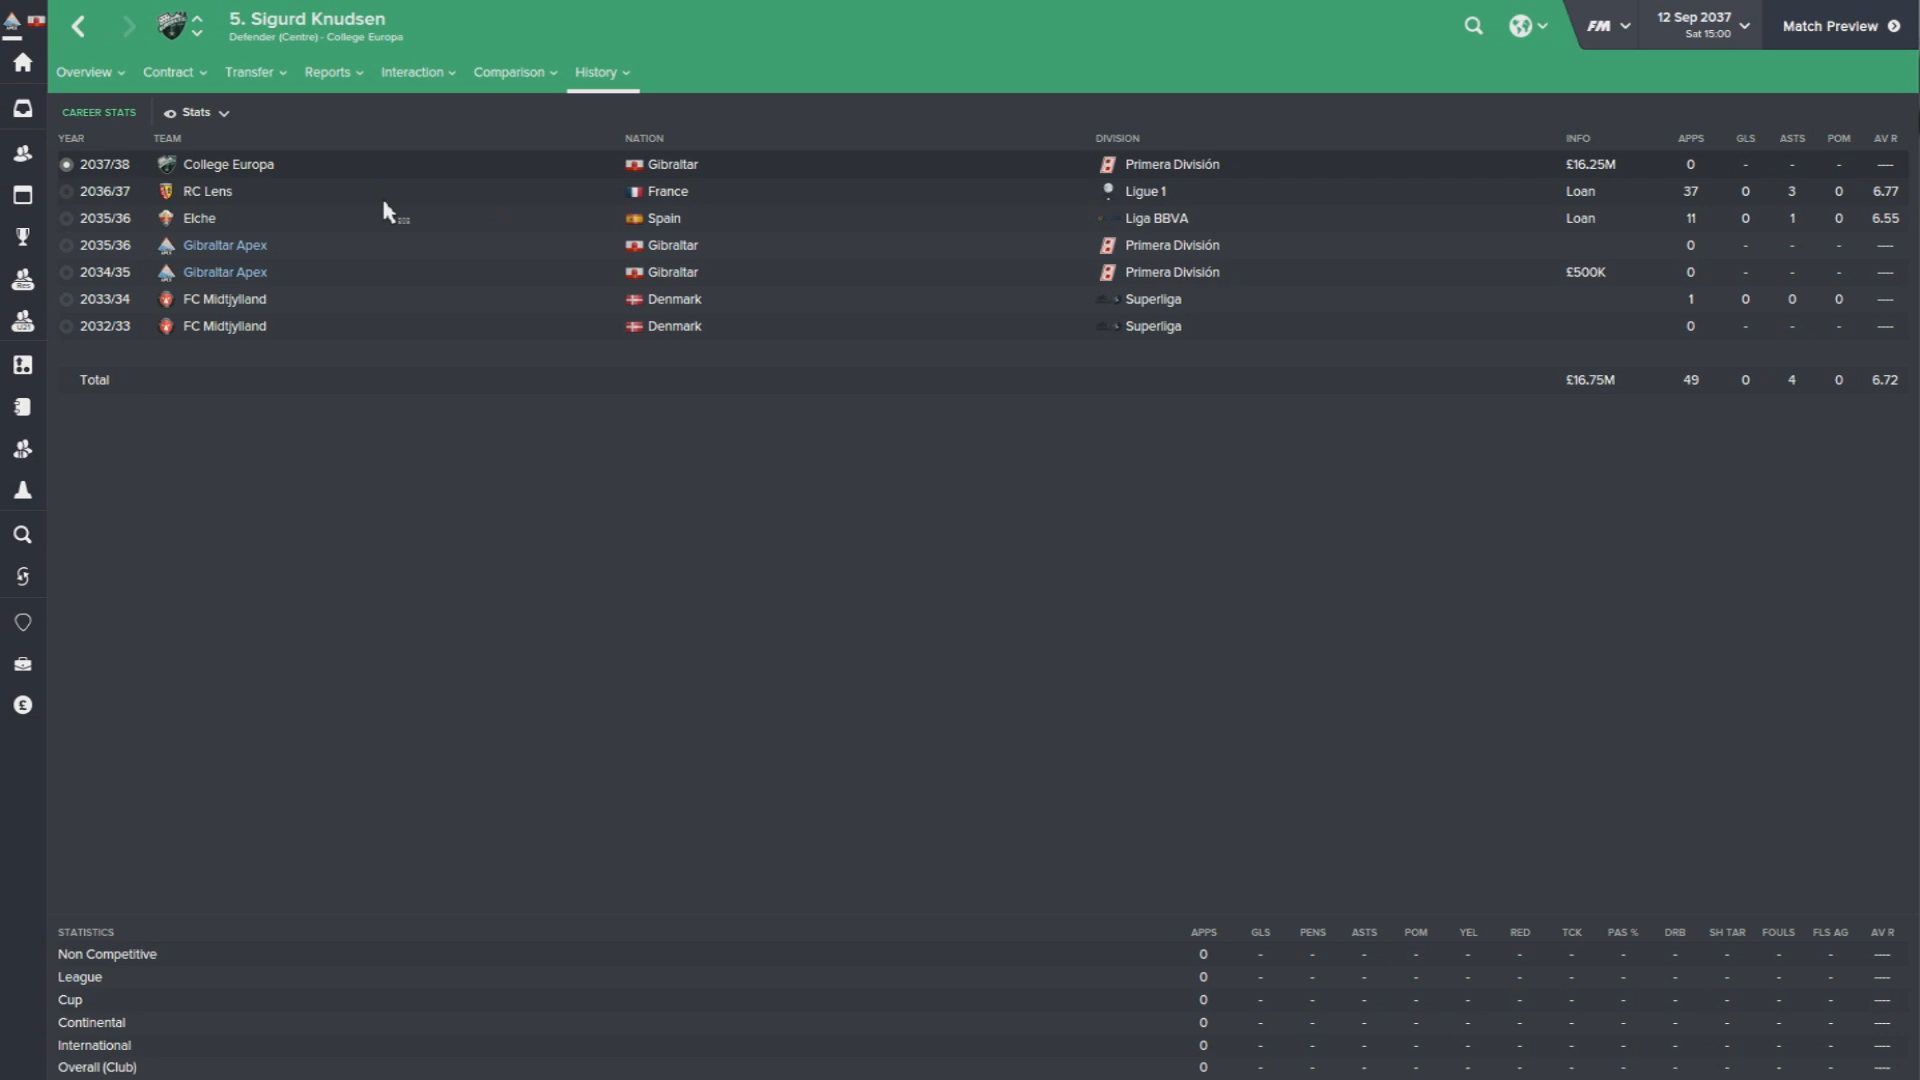 5. Sigurd Knudsen
Defender (Centre) - College Europa
FM
12 Sep 2037
Sat 15:00
Match Preview
Overview Contract Transfer Reports Interaction Comparison History
CAREER STATS Stats
YEAR TEAM NATION DIVISION INFO APPS GLS ASTS POM AV R
2037/38 College Europa Gibraltar Primera División £16.25M 0 - - - ---
2036/37 RC Lens France Ligue 1 Loan 37 0 3 0 6.77
2035/36 Elche Spain Liga BBVA Loan 11 0 1 0 6.55
2035/36 Gibraltar Apex Gibraltar Primera División 0 - - - ---
2034/35 Gibraltar Apex Gibraltar Primera División £500K 0 - - - ---
2033/34 FC Midtjylland Denmark Superliga 1 0 0 0 ---
2032/33 FC Midtjylland Denmark Superliga 0 - - - ---
Total £16.75M 49 0 4 0 6.72
STATISTICS APPS GLS PENS ASTS POM YEL RED TCK PAS % DRB SH TAR FOULS FLS AG AV R
Non Competitive 0 - - - - - - - - - - - - ---
League 0 - - - - - - - - - - - - ---
Cup 0 - - - - - - - - - - - - ---
Continental 0 - - - - - - - - - - - - ---
International 0 - - - - - - - - - - - - ---
Overall (Club) 0 - - - - - - - - - - - - ---
Res
U21
£